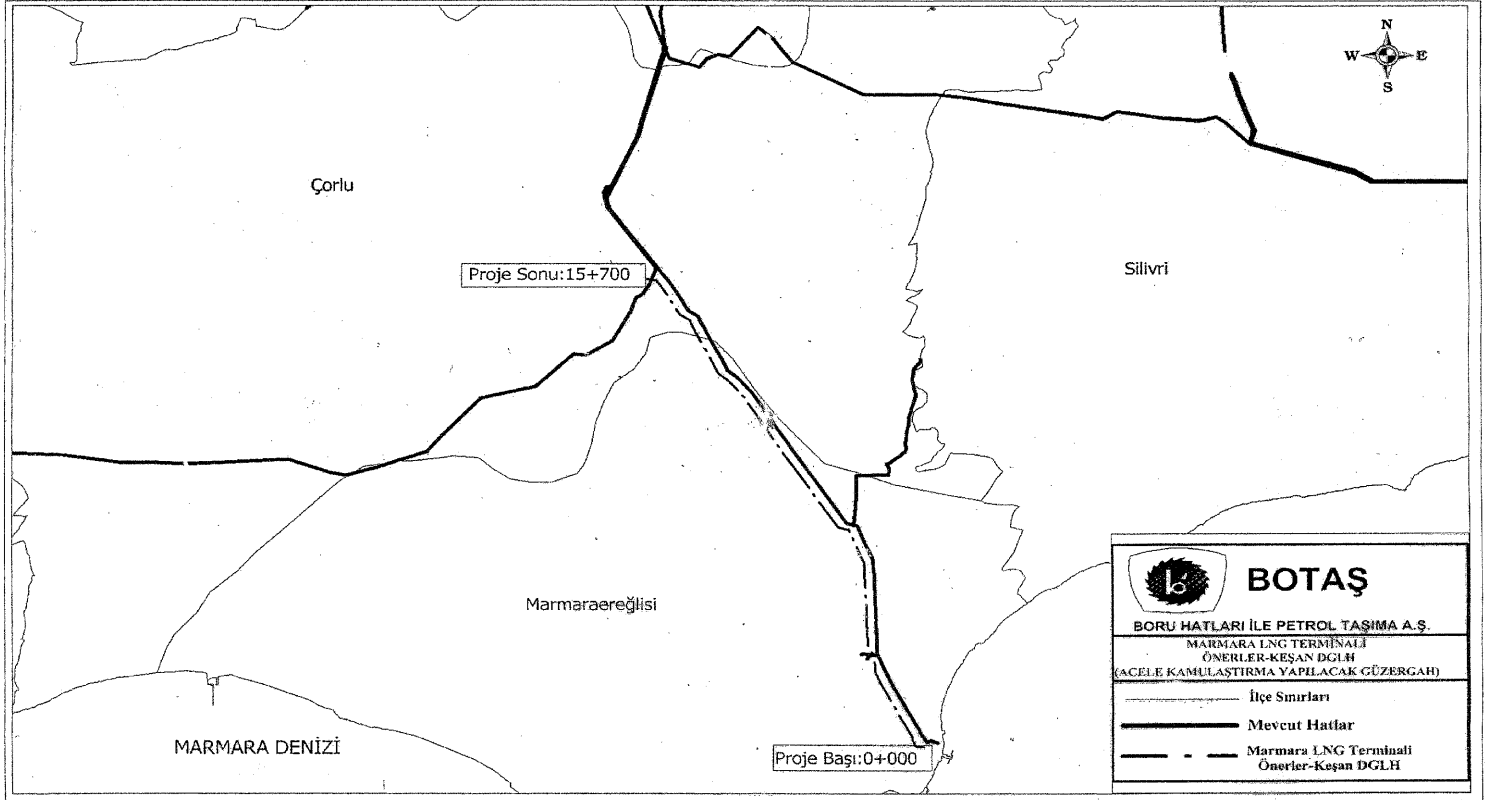 N
W E
S
Çorlu
Proje Sonu:15+700
Silivri
Marmaraereğlisi
MARMARA DENİZİ
Proje Başı:0+000
BOTAŞ
BORU HATLARI İLE PETROL TAŞIMA A.Ş.
MARMARA LNG TERMİNALİ
ÖNERLER-KEŞAN DGLH
(ACELE KAMULAŞTIRMA YAPILACAK GÜZERGAH)
İlçe Sınırları
Mevcut Hatlar
Marmara LNG Terminali
Önerler-Keşan DGLH